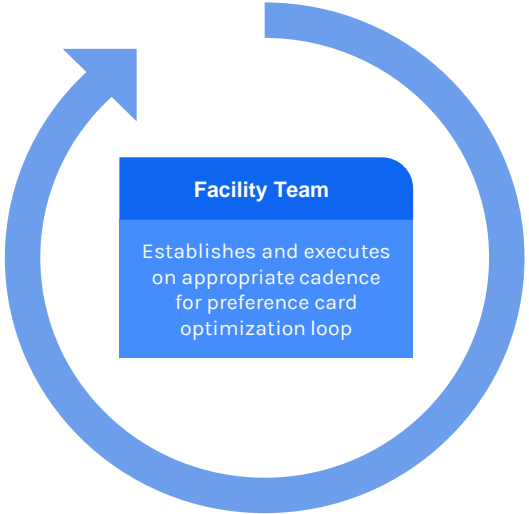 Facility Team
Establishes and executes
on appropriate cadence
for preference card
optimization loop